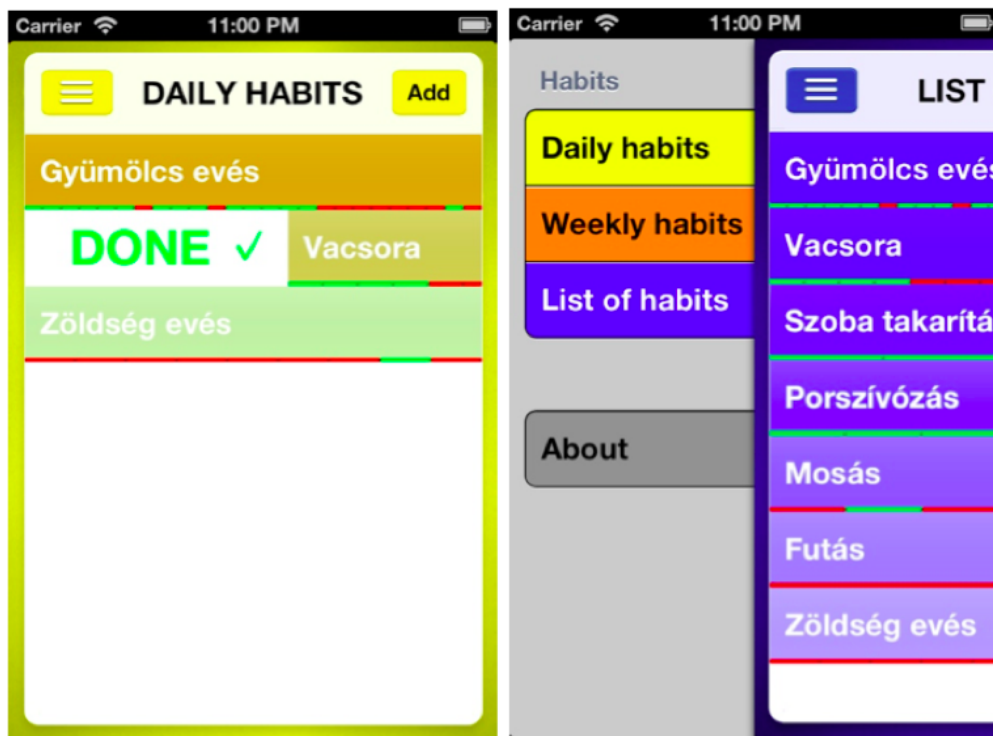 Carrier 11:00 PM
DAILY HABITS Add
Gyümölcs evés
DONE ✓ Vacsora
Zöldség evés
Carrier 11:00 PM
Habits
Daily habits
Weekly habits
List of habits
About
LIST
Gyümölcs evés
Vacsora
Szoba takarítá
Porszívózás
Mosás
Futás
Zöldség evés